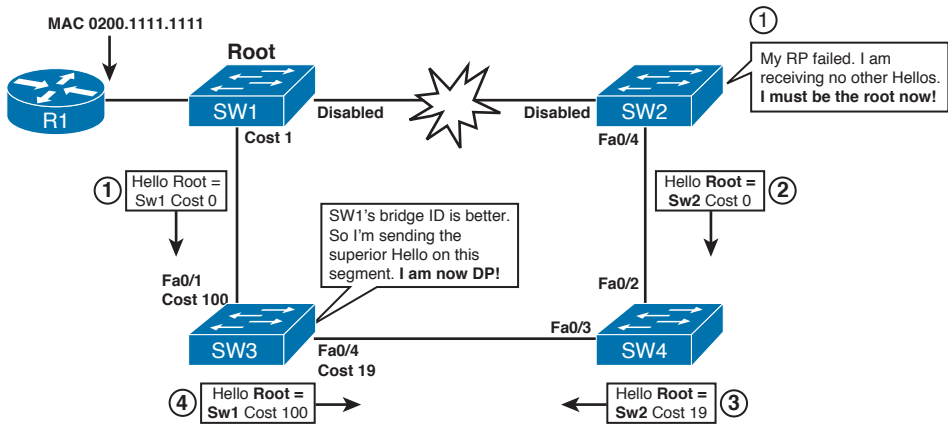 MAC 0200.1111.1111
Root
R1
SW1
Disabled
Disabled
SW2
1
My RP failed. I am
receiving no other Hellos.
I must be the root now!
Cost 1
Fa0/4
1
Hello Root =
Sw1 Cost 0
Hello Root =
Sw2 Cost 0
2
SW1's bridge ID is better.
So I'm sending the
superior Hello on this
segment. I am now DP!
Fa0/1
Cost 100
Fa0/2
SW3
Fa0/4
Cost 19
Fa0/3
SW4
4
Hello Root =
Sw1 Cost 100
Hello Root =
Sw2 Cost 19
3